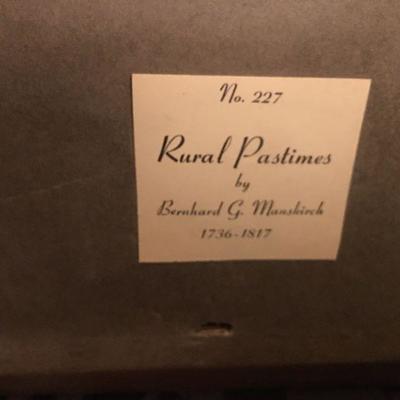 No. 227
Rural Pastimes
by
Bernhard G. Manskirch
1736-1817